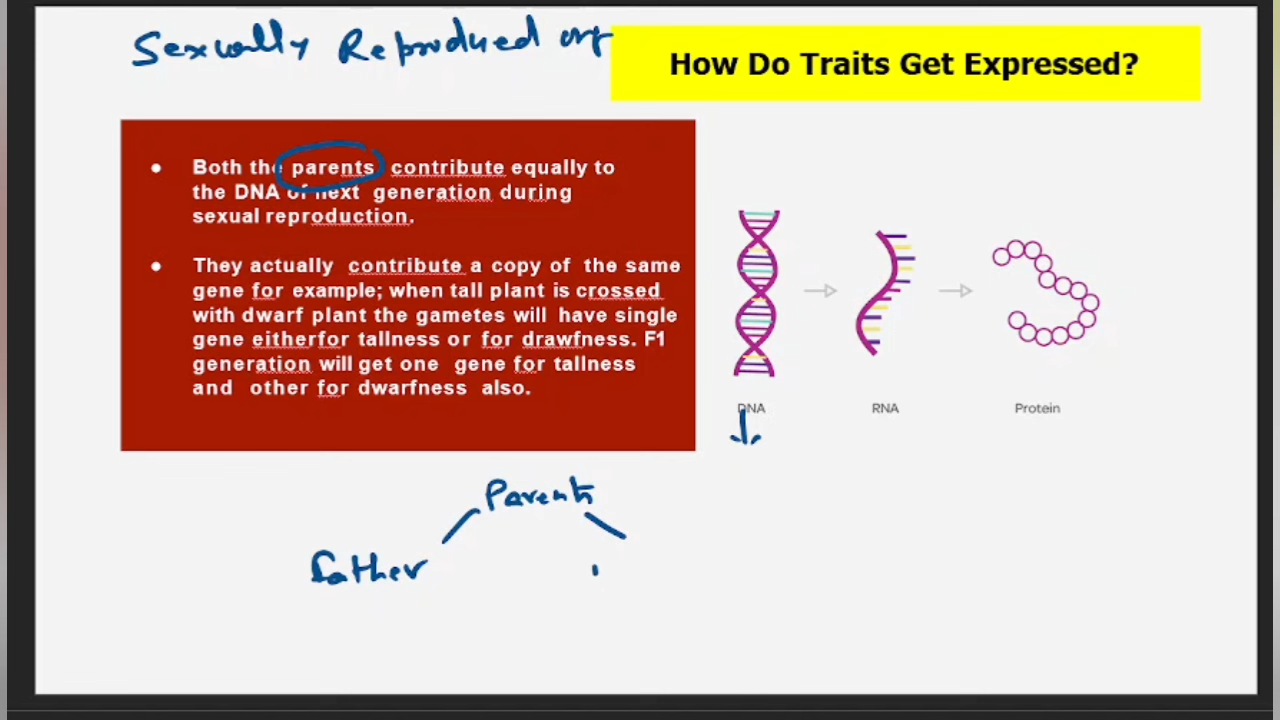 Sexually Reproduced org
How Do Traits Get Expressed?
Both the parents contribute equally to
the DNA of next generation during
sexual reproduction.
They actually contribute a copy of the same
gene for example; when tall plant is crossed
with dwarf plant the gametes will have single
gene eitherfor tallness or for drawfness. F1
generation will get one gene for tallness
and other for dwarfness also.
DNA
RNA
Protein
Parents
father